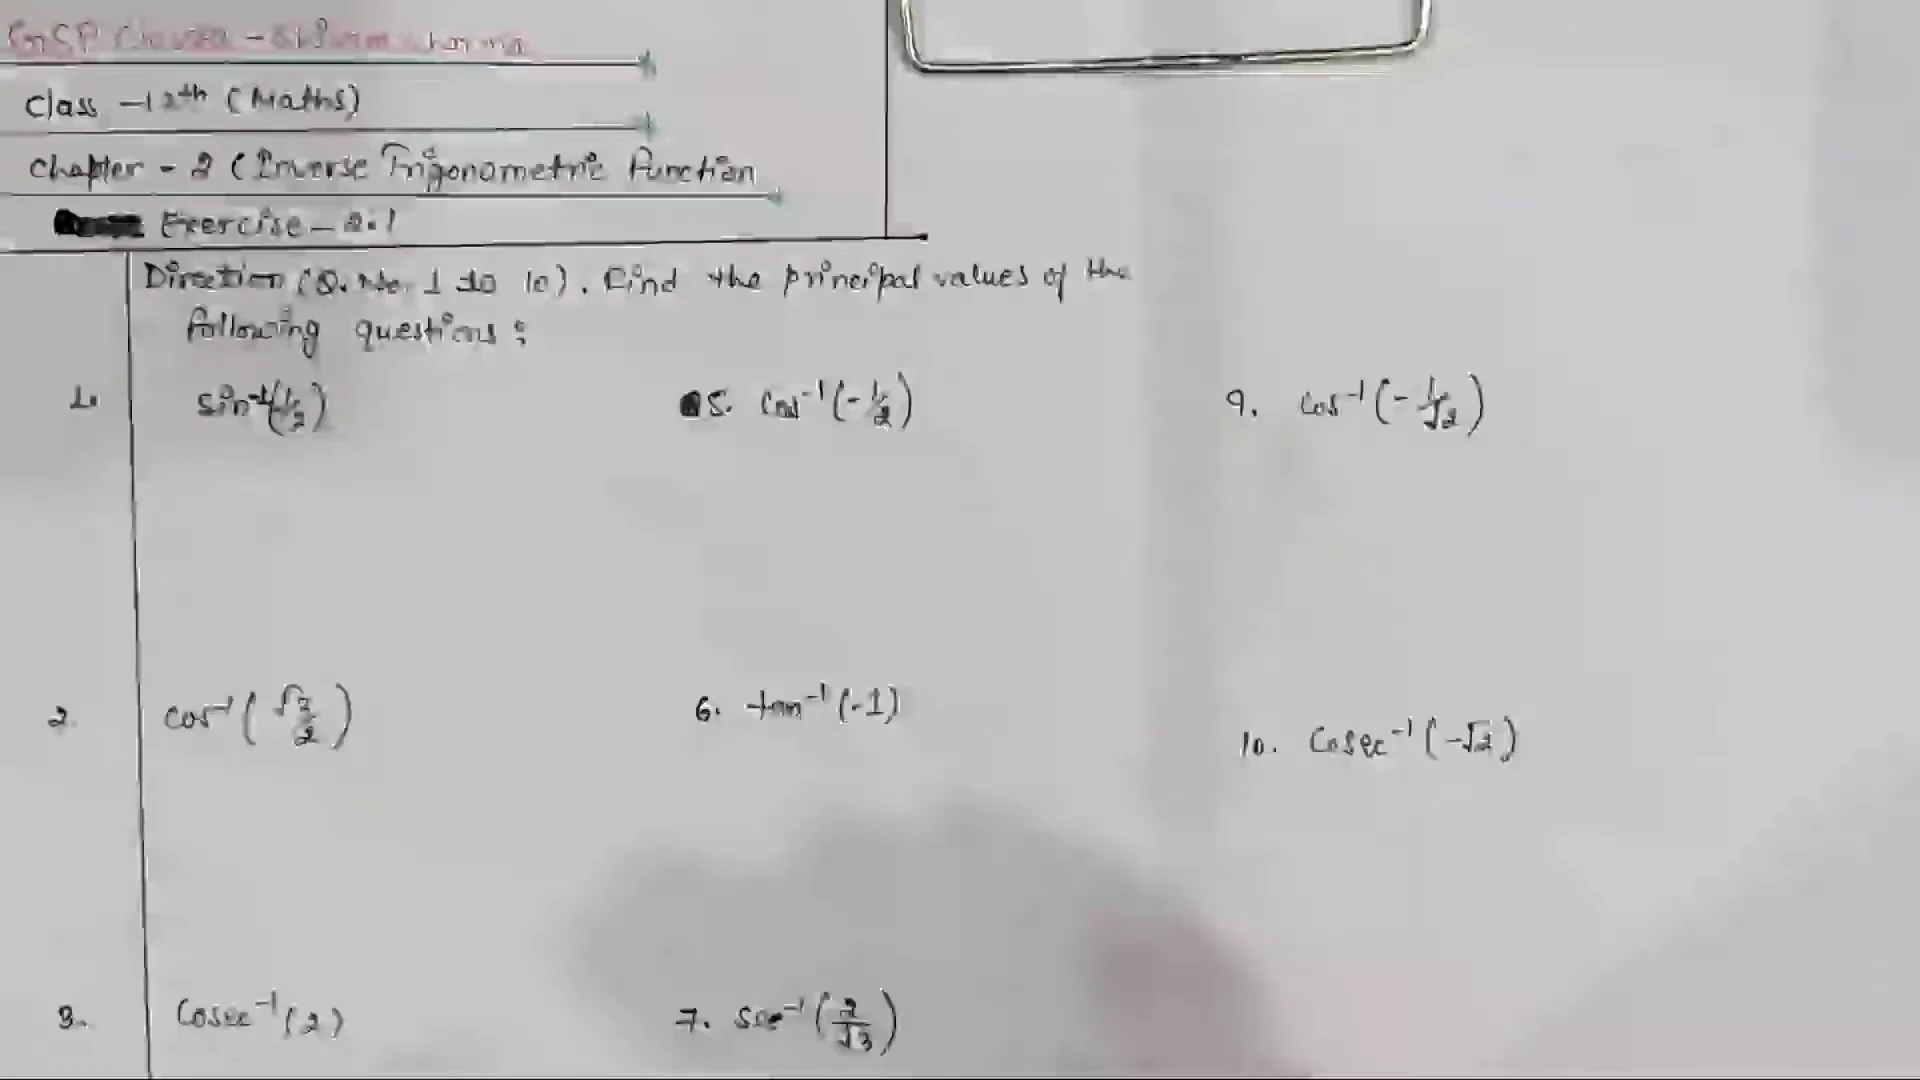 Class - 12th (Maths)
Chapter - 2 (Inverse Trigonometric Function
Exercise - 2.1
Direction (Q. No. 1 to 10). Find the principal values of the
following questions:
1. sin⁻¹(-1/2) 5. cos⁻¹(-1/2) 9. cos⁻¹(-1/√2)
2. cos⁻¹(√3/2) 6. tan⁻¹(-1)
10. Cosec⁻¹(-√2)
3. Cosec⁻¹(2) 7. sec⁻¹(2/√3)